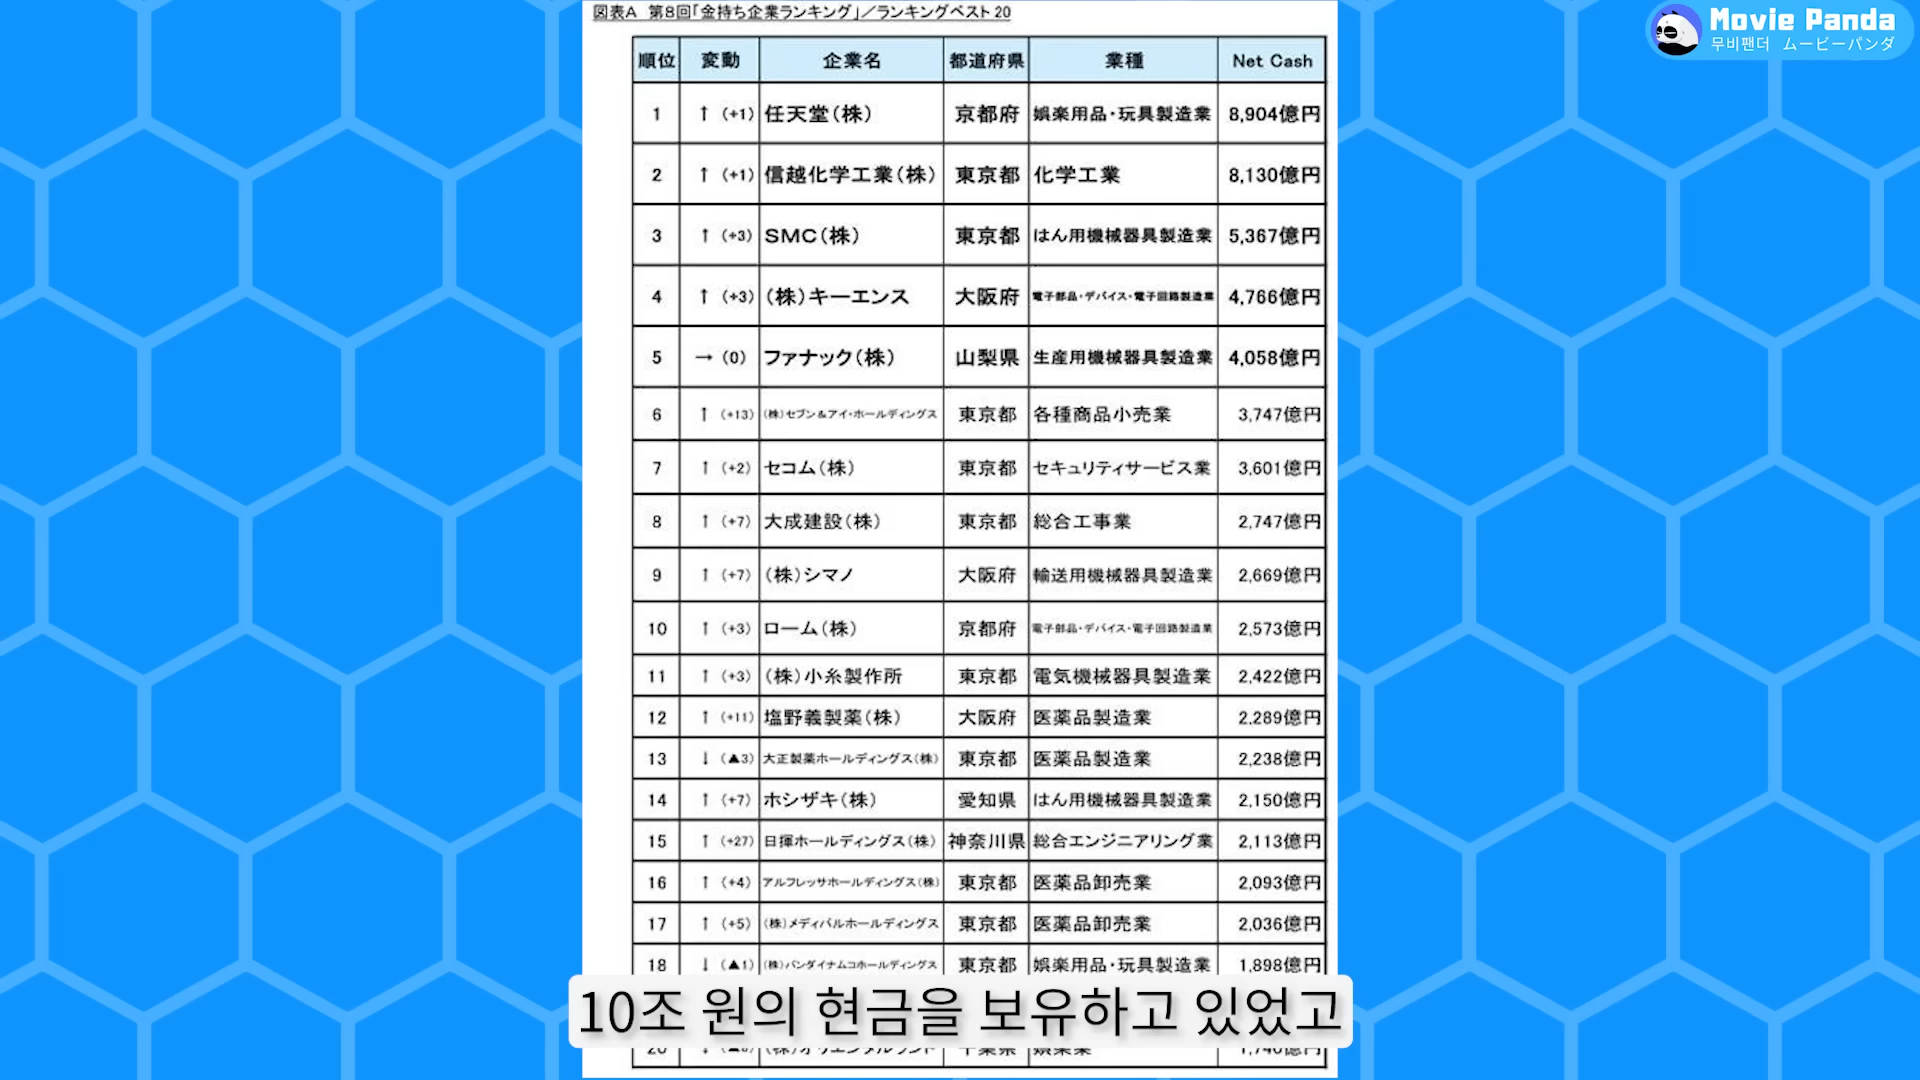 図表A 第8回「金持ち企業ランキング」／ランキングベスト20
Movie Panda
무비팬더 ムービーパンダ
順位 変動 企業名 都道府県 業種 Net Cash
1 ↑ (+1) 任天堂(株) 京都府 娯楽用品・玩具製造業 8,904億円
2 ↑ (+1) 信越化学工業(株) 東京都 化学工業 8,130億円
3 ↑ (+3) SMC(株) 東京都 はん用機械器具製造業 5,367億円
4 ↑ (+3) (株)キーエンス 大阪府 電子部品・デバイス・電子回路製造業 4,766億円
5 → (0) ファナック(株) 山梨県 生産用機械器具製造業 4,058億円
6 ↑ (+13) (株)セブン&アイ・ホールディングス 東京都 各種商品小売業 3,747億円
7 ↑ (+2) セコム(株) 東京都 セキュリティサービス業 3,601億円
8 ↑ (+7) 大成建設(株) 東京都 総合工事業 2,747億円
9 ↑ (+7) (株)シマノ 大阪府 輸送用機械器具製造業 2,669億円
10 ↑ (+3) ローム(株) 京都府 電子部品・デバイス・電子回路製造業 2,573億円
11 ↑ (+3) (株)小糸製作所 東京都 電気機械器具製造業 2,422億円
12 ↑ (+11) 塩野義製薬(株) 大阪府 医薬品製造業 2,289億円
13 ↓ (▲3) 大正製薬ホールディングス(株) 東京都 医薬品製造業 2,238億円
14 ↑ (+7) ホシザキ(株) 愛知県 はん用機械器具製造業 2,150億円
15 ↑ (+27) 日揮ホールディングス(株) 神奈川県 総合エンジニアリング業 2,113億円
16 ↑ (+4) アルフレッサホールディングス(株) 東京都 医薬品卸売業 2,093億円
17 ↑ (+5) (株)メディパルホールディングス 東京都 医薬品卸売業 2,036億円
18 ↓ (▲1) (株)バンダイナムコホールディングス 東京都 娯楽用品・玩具製造業 1,898億円
10조 원의 현금을 보유하고 있었고
20 (株)オリエンタルランド 千葉県 娯楽業